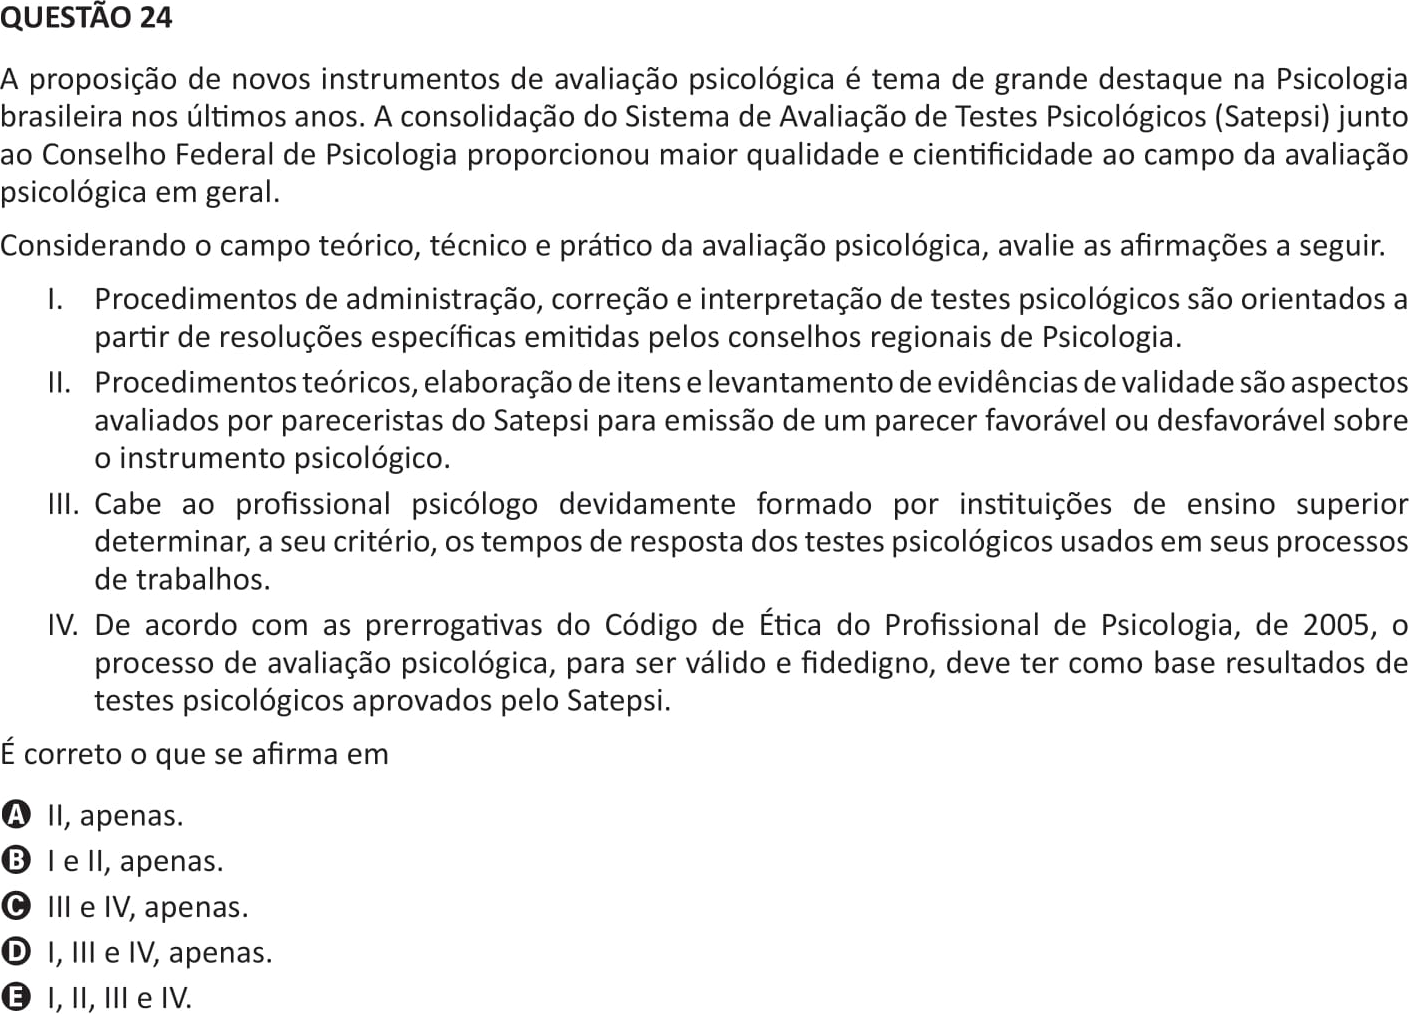 QUESTÃO 24
A proposição de novos instrumentos de avaliação psicológica é tema de grande destaque na Psicologia
brasileira nos últimos anos. A consolidação do Sistema de Avaliação de Testes Psicológicos (Satepsi) junto
ao Conselho Federal de Psicologia proporcionou maior qualidade e cientificidade ao campo da avaliação
psicológica em geral.
Considerando o campo teórico, técnico e prático da avaliação psicológica, avalie as afirmações a seguir.
I. Procedimentos de administração, correção e interpretação de testes psicológicos são orientados a
partir de resoluções específicas emitidas pelos conselhos regionais de Psicologia.
II. Procedimentos teóricos, elaboração de itens e levantamento de evidências de validade são aspectos
avaliados por pareceristas do Satepsi para emissão de um parecer favorável ou desfavorável sobre
o instrumento psicológico.
III. Cabe ao profissional psicólogo devidamente formado por instituições de ensino superior
determinar, a seu critério, os tempos de resposta dos testes psicológicos usados em seus processos
de trabalhos.
IV. De acordo com as prerrogativas do Código de Ética do Profissional de Psicologia, de 2005, o
processo de avaliação psicológica, para ser válido e fidedigno, deve ter como base resultados de
testes psicológicos aprovados pelo Satepsi.
É correto o que se afirma em
A II, apenas.
B I e II, apenas.
C III e IV, apenas.
D I, III e IV, apenas.
E I, II, III e IV.